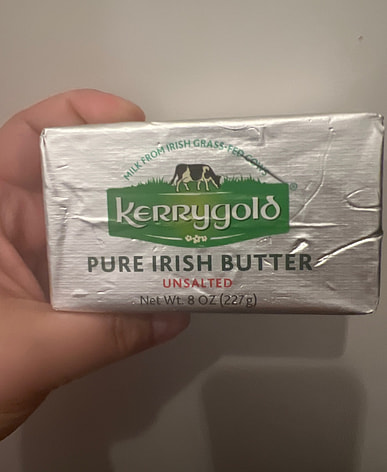 MILK FROM IRISH GRASS-FED COWS
Kerrygold
®
PURE IRISH BUTTER
UNSALTED
Net Wt. 8 OZ (227g)